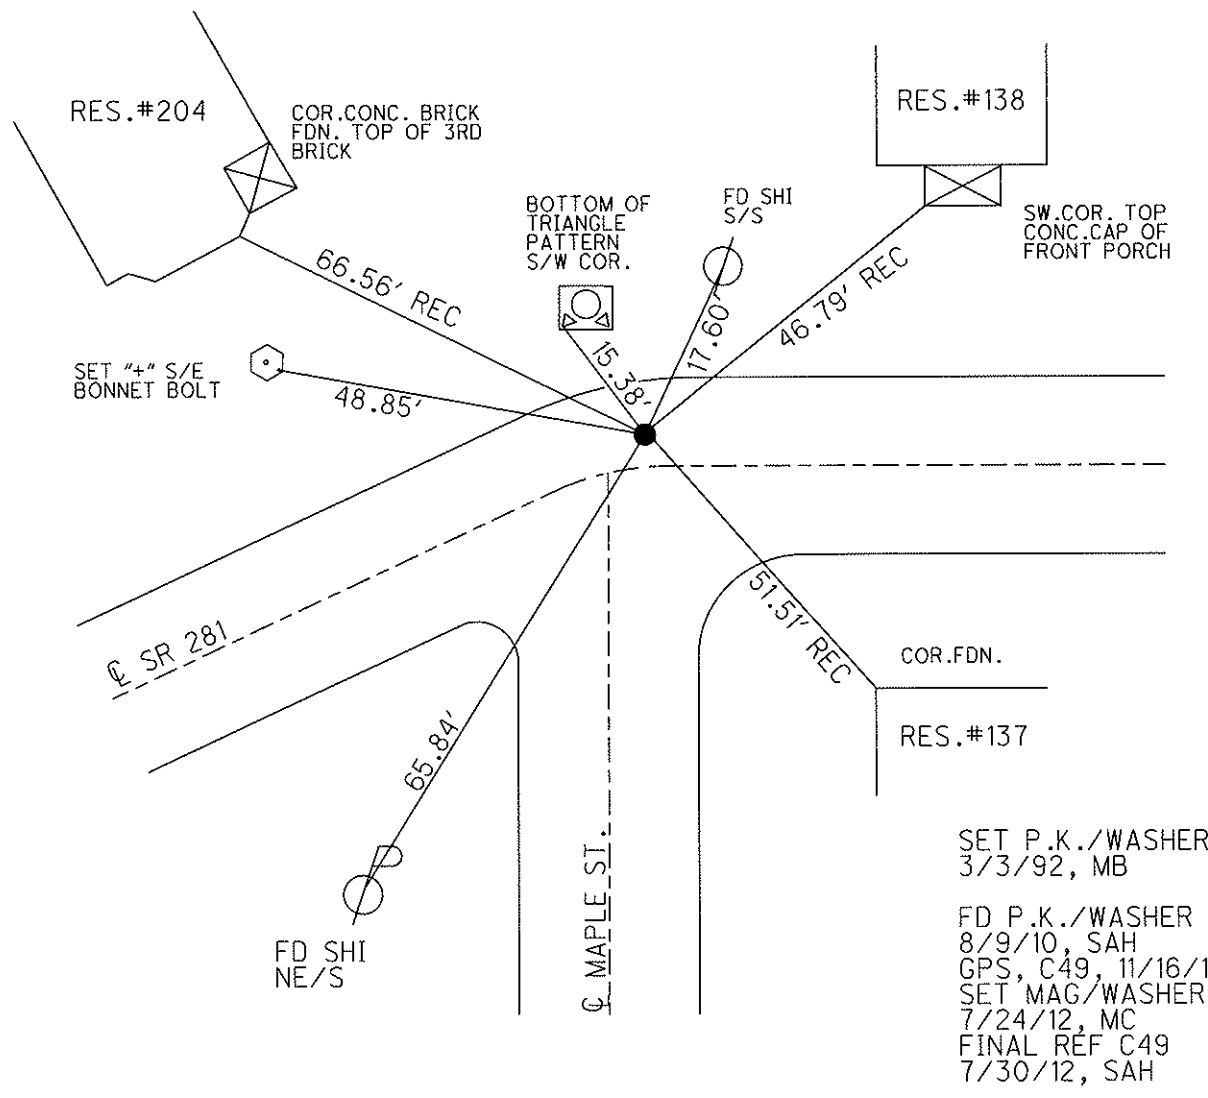 RES.#204
COR.CONC. BRICK
FDN. TOP OF 3RD
BRICK
RES.#138
BOTTOM OF
TRIANGLE
PATTERN
S/W COR.
FD SHI
S/S
SW.COR. TOP
CONC.CAP OF
FRONT PORCH
66.56' REC
15.38'
17.60'
46.79' REC
SET "+" S/E
BONNET BOLT
48.85'
℄ SR 281
51.51' REC
COR.FDN.
RES.#137
65.84'
FD SHI
NE/S
℄ MAPLE ST.
SET P.K./WASHER
3/3/92, MB
FD P.K./WASHER
8/9/10, SAH
GPS, C49, 11/16/1
SET MAG/WASHER
7/24/12, MC
FINAL REF C49
7/30/12, SAH